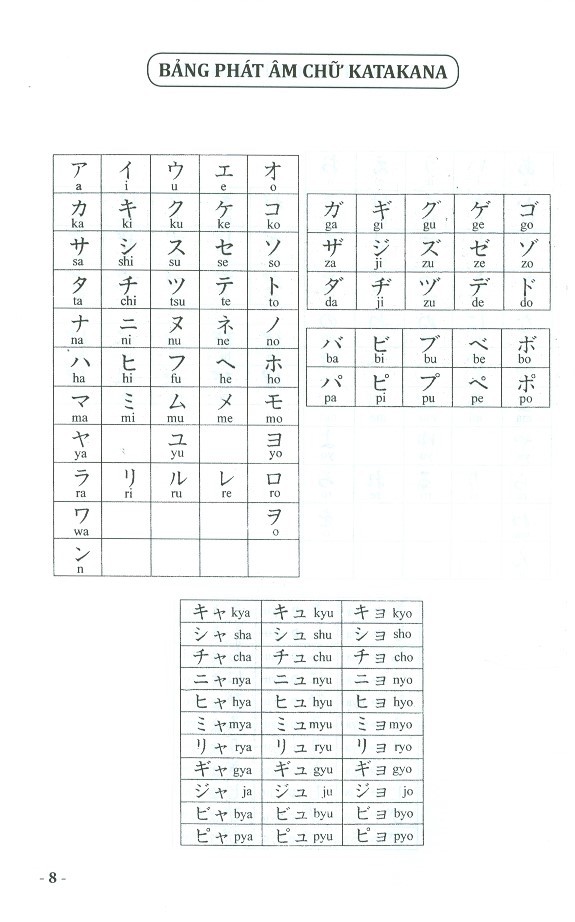 BẢNG PHÁT ÂM CHỮ KATAKANA
ア イ ウ エ オ
a i u e o
カ キ ク ケ コ
ka ki ku ke ko
サ シ ス セ ソ
sa shi su se so
タ チ ツ テ ト
ta chi tsu te to
ナ ニ ヌ ネ ノ
na ni nu ne no
ハ ヒ フ ヘ ホ
ha hi fu he ho
マ ミ ム メ モ
ma mi mu me mo
ヤ ユ ヨ
ya yu yo
ラ リ ル レ ロ
ra ri ru re ro
ワ ヲ
wa o
ン
n
ガ ギ グ ゲ ゴ
ga gi gu ge go
ザ ジ ズ ゼ ゾ
za ji zu ze zo
ダ ヂ ヅ デ ド
da ji zu de do
バ ビ ブ ベ ボ
ba bi bu be bo
パ ピ プ ペ ポ
pa pi pu pe po
キャ kya キュ kyu キョ kyo
シャ sha シュ shu ショ sho
チャ cha チュ chu チョ cho
ニャ nya ニュ nyu ニョ nyo
ヒャ hya ヒュ hyu ヒョ hyo
ミャ mya ミュ myu ミョ myo
リャ rya リュ ryu リョ ryo
ギャ gya ギュ gyu ギョ gyo
ジャ ja ジュ ju ジョ jo
ビャ bya ビュ byu ビョ byo
ピャ pya ピュ pyu ピョ pyo
- 8 -